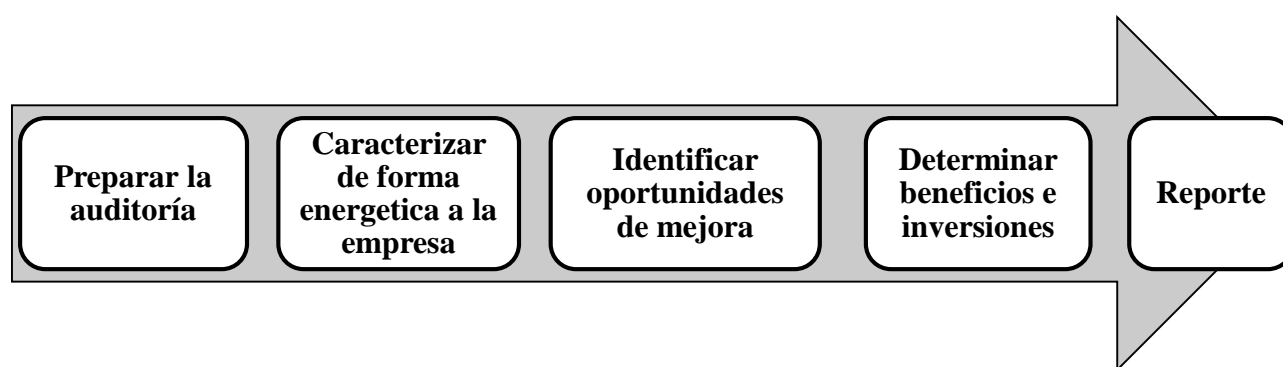 Preparar la
auditoría
Caracterizar
de forma
energetica a la
empresa
Identificar
oportunidades
de mejora
Determinar
beneficios e
inversiones
Reporte